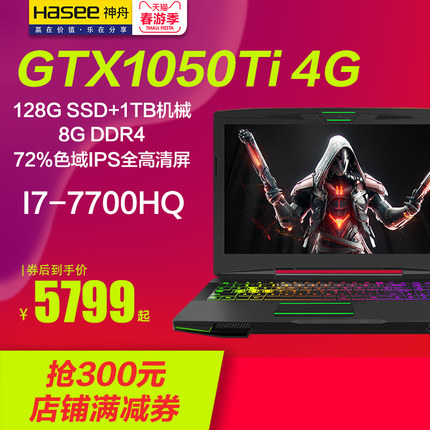 Hasee 神舟
赢在价值·尽在非凡
天猫
春游季
TMALL FIESTA
GTX1050Ti 4G
128G SSD+1TB机械
8G DDR4
72%色域IPS全高清屏
I7-7700HQ
券后到手价
¥5799起
抢300元
店铺满减券